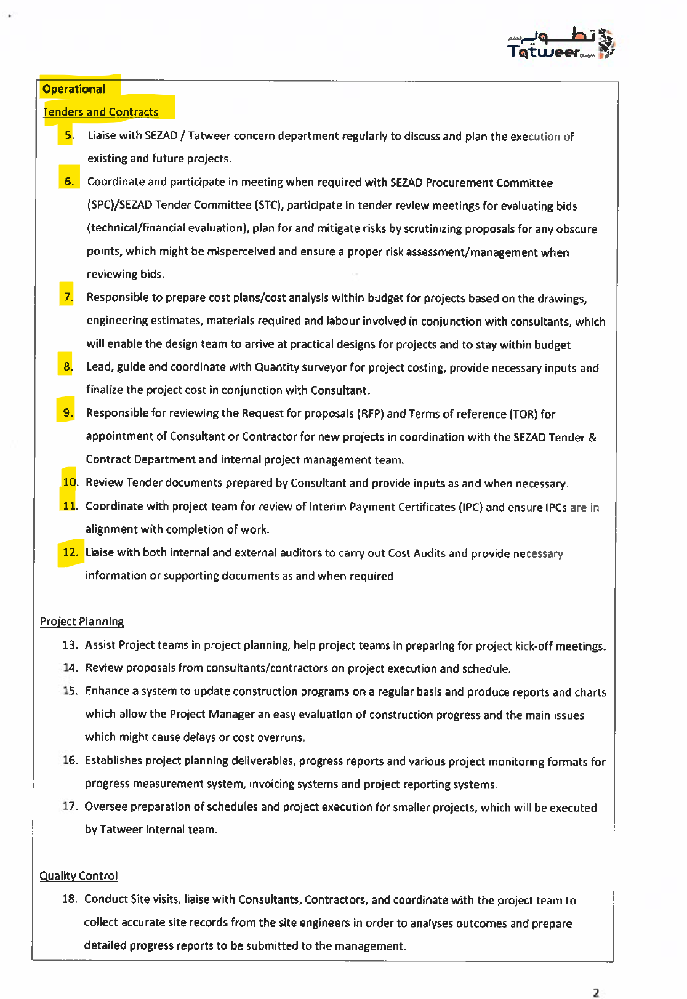 تطوير
الدقم
Tatweer Duqm
Operational
Tenders and Contracts
5. Liaise with SEZAD / Tatweer concern department regularly to discuss and plan the execution of
existing and future projects.
6. Coordinate and participate in meeting when required with SEZAD Procurement Committee
(SPC)/SEZAD Tender Committee (STC), participate in tender review meetings for evaluating bids
(technical/financial evaluation), plan for and mitigate risks by scrutinizing proposals for any obscure
points, which might be misperceived and ensure a proper risk assessment/management when
reviewing bids.
7. Responsible to prepare cost plans/cost analysis within budget for projects based on the drawings,
engineering estimates, materials required and labour involved in conjunction with consultants, which
will enable the design team to arrive at practical designs for projects and to stay within budget
8. Lead, guide and coordinate with Quantity surveyor for project costing, provide necessary inputs and
finalize the project cost in conjunction with Consultant.
9. Responsible for reviewing the Request for proposals (RFP) and Terms of reference (TOR) for
appointment of Consultant or Contractor for new projects in coordination with the SEZAD Tender &
Contract Department and internal project management team.
10. Review Tender documents prepared by Consultant and provide inputs as and when necessary.
11. Coordinate with project team for review of Interim Payment Certificates (IPC) and ensure IPCs are in
alignment with completion of work.
12. Liaise with both internal and external auditors to carry out Cost Audits and provide necessary
information or supporting documents as and when required
Project Planning
13. Assist Project teams in project planning, help project teams in preparing for project kick-off meetings.
14. Review proposals from consultants/contractors on project execution and schedule.
15. Enhance a system to update construction programs on a regular basis and produce reports and charts
which allow the Project Manager an easy evaluation of construction progress and the main issues
which might cause delays or cost overruns.
16. Establishes project planning deliverables, progress reports and various project monitoring formats for
progress measurement system, invoicing systems and project reporting systems.
17. Oversee preparation of schedules and project execution for smaller projects, which will be executed
by Tatweer internal team.
Quality Control
18. Conduct Site visits, liaise with Consultants, Contractors, and coordinate with the project team to
collect accurate site records from the site engineers in order to analyses outcomes and prepare
detailed progress reports to be submitted to the management.
2